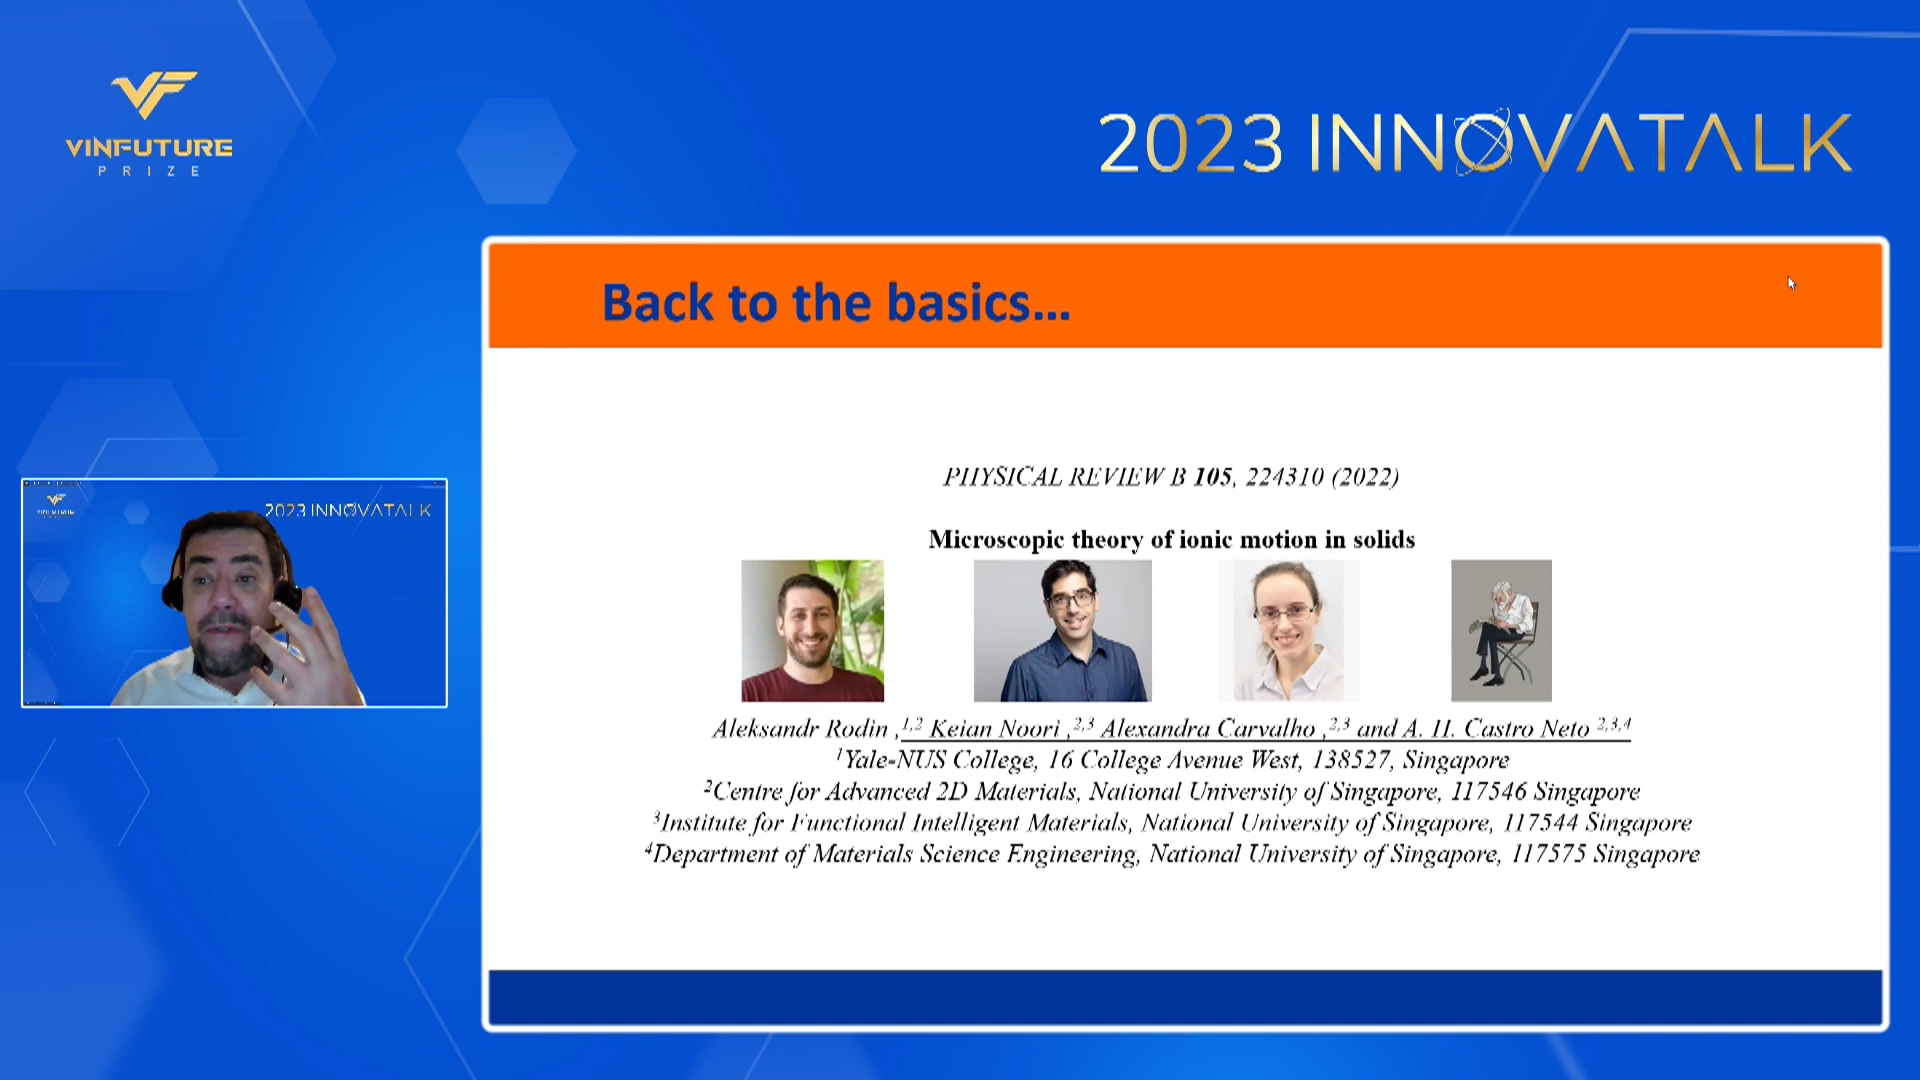 VINFUTURE
PRIZE
2023 INNOVATALK
Back to the basics...
2023 INNOVATALK
PHYSICAL REVIEW B 105, 224310 (2022)
Microscopic theory of ionic motion in solids
Aleksandr Rodin ,1,2 Keian Noori ,2,3 Alexandra Carvalho ,2,3 and A. H. Castro Neto 2,3,4
1Yale-NUS College, 16 College Avenue West, 138527, Singapore
2Centre for Advanced 2D Materials, National University of Singapore, 117546 Singapore
3Institute for Functional Intelligent Materials, National University of Singapore, 117544 Singapore
4Department of Materials Science Engineering, National University of Singapore, 117575 Singapore